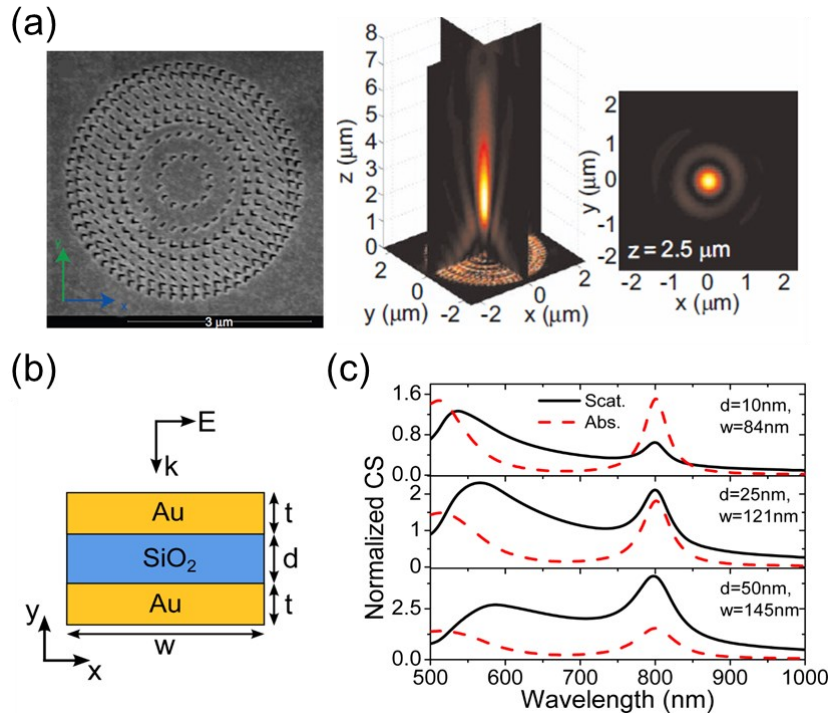 (a)
y
x
3 μm
8
7
6
5
4
3
2
1
0
z (μm)
2
0
-2
y (μm)
-2
0
2
x (μm)
2
1
0
-1
-2
y (μm)
z = 2.5 μm
-2 -1 0 1 2
x (μm)
(b)
E
k
Au
t
SiO2
d
Au
t
w
y
x
(c)
Normalized CS
1.6
1.2
0.0
Scat.
Abs.
d=10nm,
w=84nm
2
1
0
d=25nm,
w=121nm
2.5
0.0
d=50nm,
w=145nm
500 600 700 800 900 1000
Wavelength (nm)